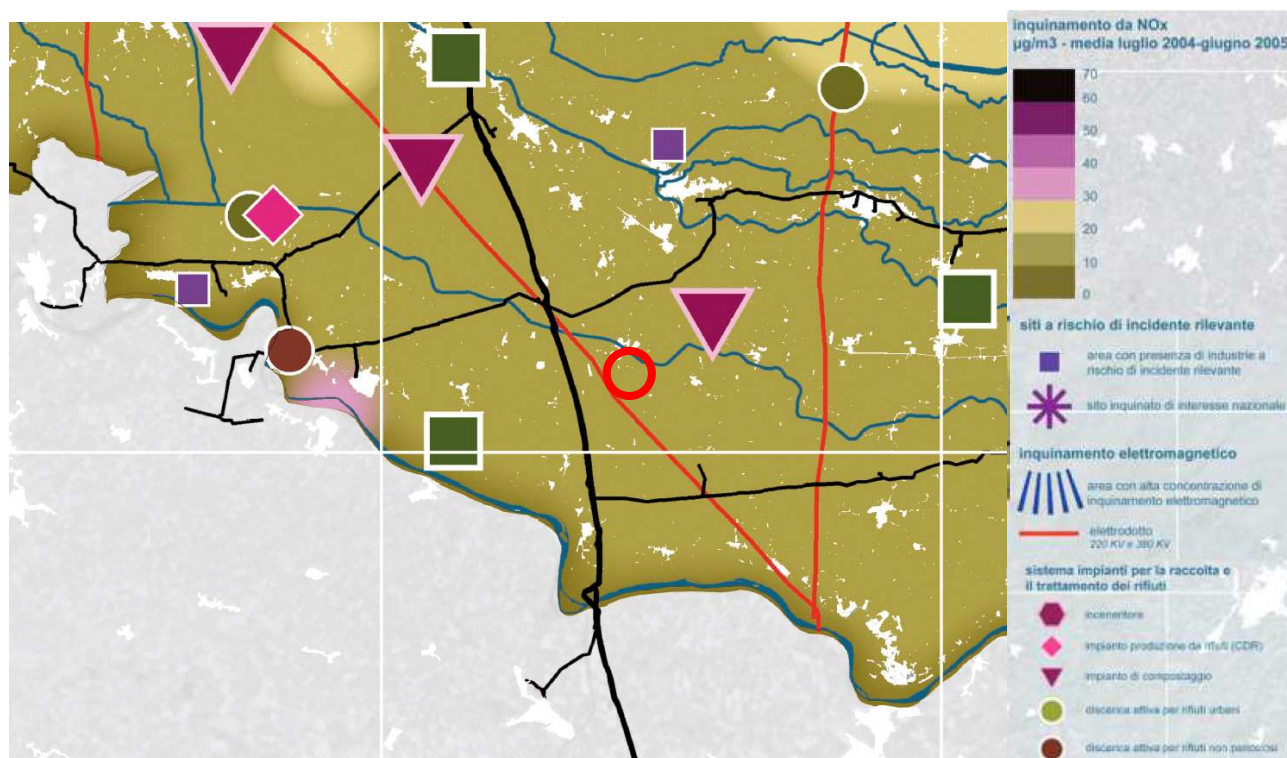 inquinamento da NOx
µg/m3 - media luglio 2004-giugno 2005
70
60
50
40
30
20
10
0
siti a rischio di incidente rilevante
area con presenza di industrie a
rischio di incidente rilevante
sito inquinato di interesse nazionale
inquinamento elettromagnetico
area con alta concentrazione di
inquinamento elettromagnetico
elettrodotto
220 KV e 380 KV
sistema impianti per la raccolta e
il trattamento dei rifiuti
inceneritore
impianto produzione da rifiuti (CDR)
impianto di compostaggio
discarica attiva per rifiuti urbani
discarica attiva per rifiuti non pericolosi